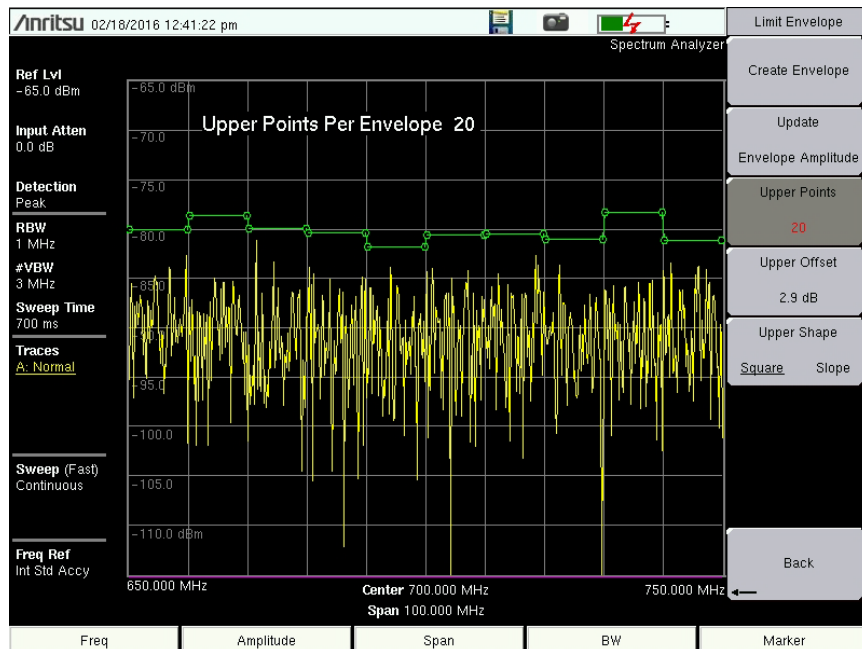 /Inritsu 02/18/2016 12:41:22 pm
Limit Envelope
Spectrum Analyzer
Ref Lvl
-65.0 dBm
Input Atten
0.0 dB
Detection
Peak
RBW
1 MHz
#VBW
3 MHz
Sweep Time
700 ms
Traces
A: Normal
Sweep (Fast)
Continuous
Freq Ref
Int Std Accy
-65.0 dBm
Upper Points Per Envelope 20
-70.0
-75.0
-80.0
-85.0
-95.0
-100.0
-105.0
-110.0 dBm
650.000 MHz
Center 700.000 MHz
750.000 MHz
Span 100.000 MHz
Create Envelope
Update
Envelope Amplitude
Upper Points
20
Upper Offset
2.9 dB
Upper Shape
Square Slope
Back
Freq Amplitude Span BW Marker